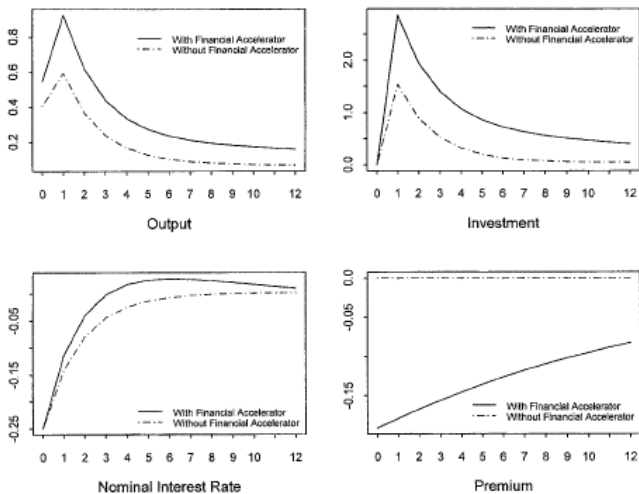 0.8
With Financial Accelerator
Without Financial Accelerator
0.6
0.4
0.2
0 1 2 3 4 5 6 7 8 9 10 12
Output
2.0
With Financial Accelerator
Without Financial Accelerator
1.0
0.0
0 1 2 3 4 5 6 7 8 9 10 12
Investment
-0.05
-0.15
-0.25
With Financial Accelerator
Without Financial Accelerator
0 1 2 3 4 5 6 7 8 9 10 12
Nominal Interest Rate
0.0
-0.05
-0.15
With Financial Accelerator
Without Financial Accelerator
0 1 2 3 4 5 6 7 8 9 10 12
Premium